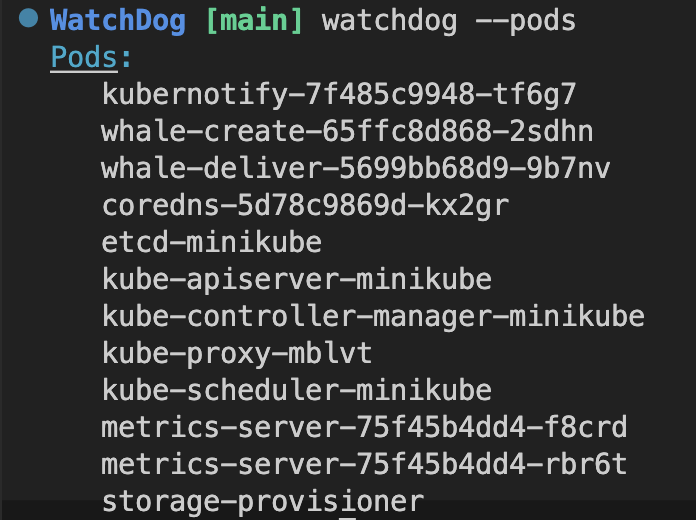 WatchDog [main] watchdog --pods
Pods:
kubernotify-7f485c9948-tf6g7
whale-create-65ffc8d868-2sdhn
whale-deliver-5699bb68d9-9b7nv
coredns-5d78c9869d-kx2gr
etcd-minikube
kube-apiserver-minikube
kube-controller-manager-minikube
kube-proxy-mblvt
kube-scheduler-minikube
metrics-server-75f45b4dd4-f8crd
metrics-server-75f45b4dd4-rbr6t
storage-provisioner